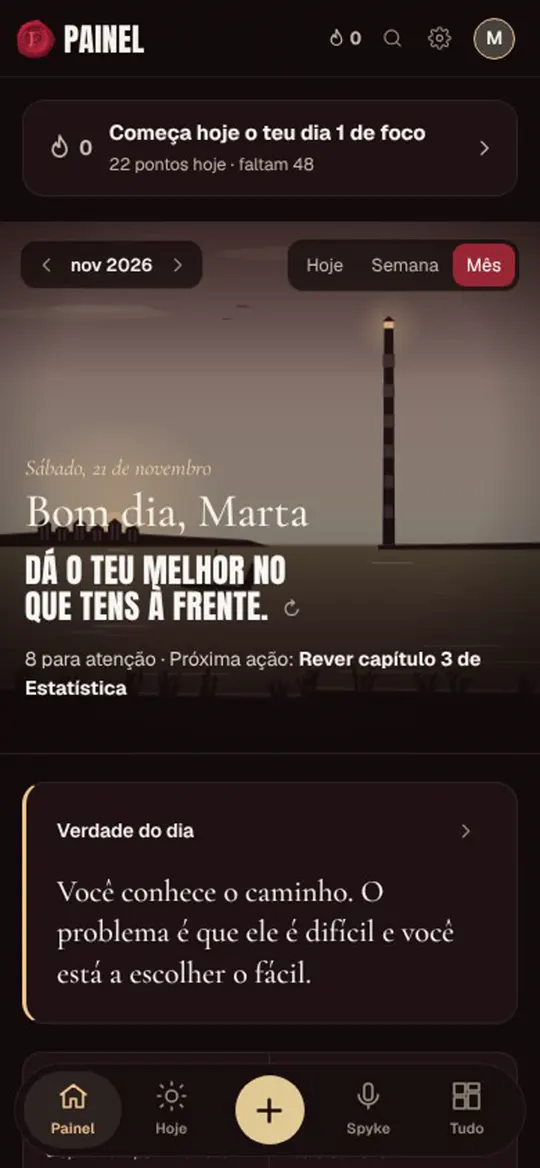 PAINEL
0
M
0
Começa hoje o teu dia 1 de foco
22 pontos hoje · faltam 48
nov 2026
Hoje
Semana
Mês
Sábado, 21 de novembro
Bom dia, Marta
DÁ O TEU MELHOR NO
QUE TENS À FRENTE.
8 para atenção · Próxima ação: Rever capítulo 3 de
Estatística
Verdade do dia
Você conhece o caminho. O
problema é que ele é difícil e você
está a escolher o fácil.
Painel
Hoje
Spyke
Tudo